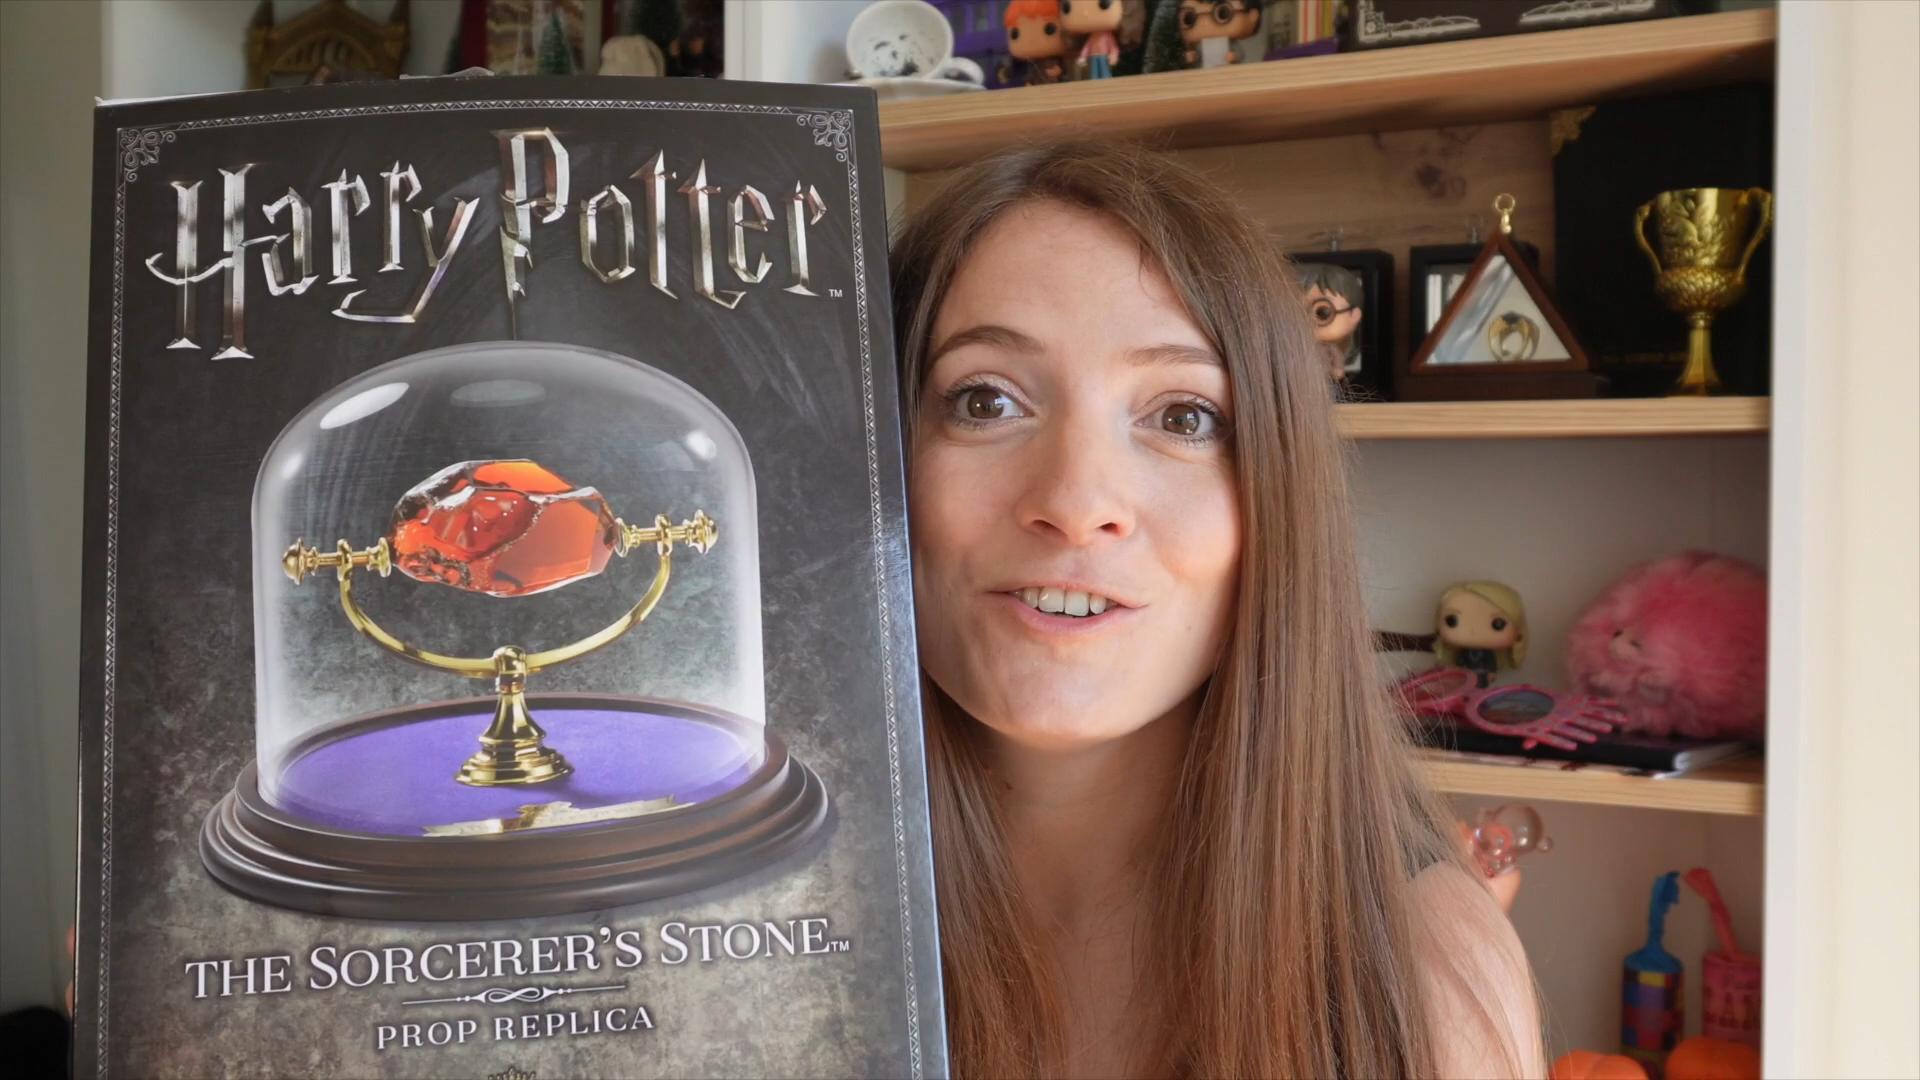 Harry Potter™
THE SORCERER'S STONE™
PROP REPLICA